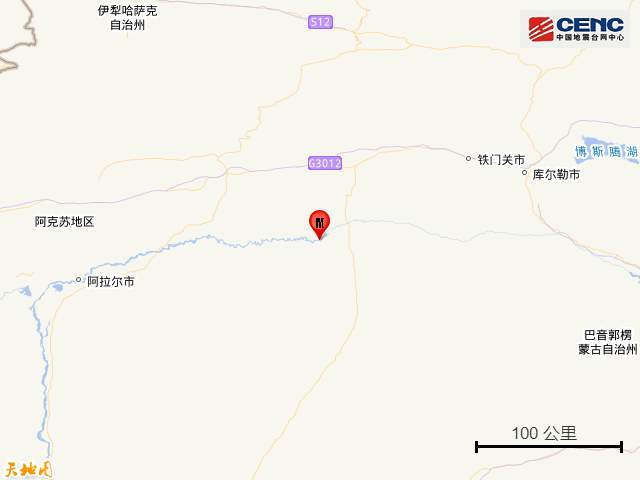 伊犁哈萨克
自治州
S12
CENC
中国地震台网中心
G3012
铁门关市
博斯腾湖
库尔勒市
阿克苏地区
M
阿拉尔市
巴音郭楞
蒙古自治州
100 公里
天地图